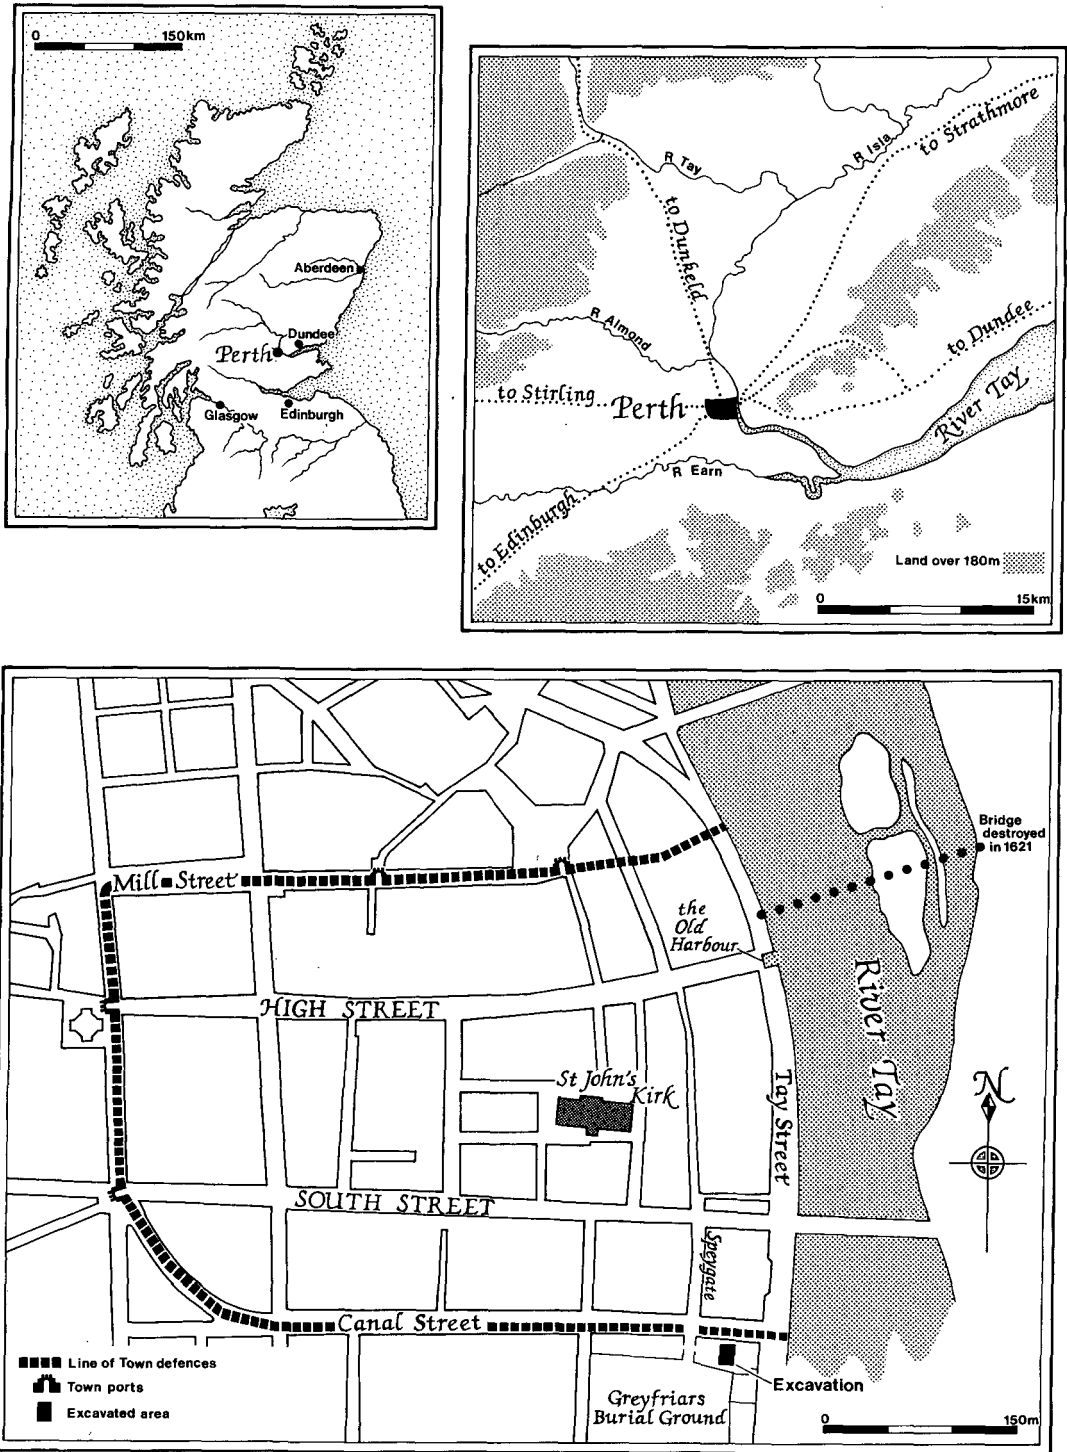 0 150km
Aberdeen
Dundee
Perth
Glasgow
Edinburgh
R Tay
R Isla
to Strathmore
to Dunkeld
R Almond
to Dundee
to Stirling
Perth
River Tay
R Earn
to Edinburgh
Land over 180m
0 15km
Bridge
destroyed
in 1621
Mill Street
the
Old
Harbour
River Tay
HIGH STREET
N
St John's
Kirk
Tay Street
SOUTH STREET
Speygate
Canal Street
Line of Town defences
Town ports
Excavated area
Excavation
Greyfriars
Burial Ground
0 150m